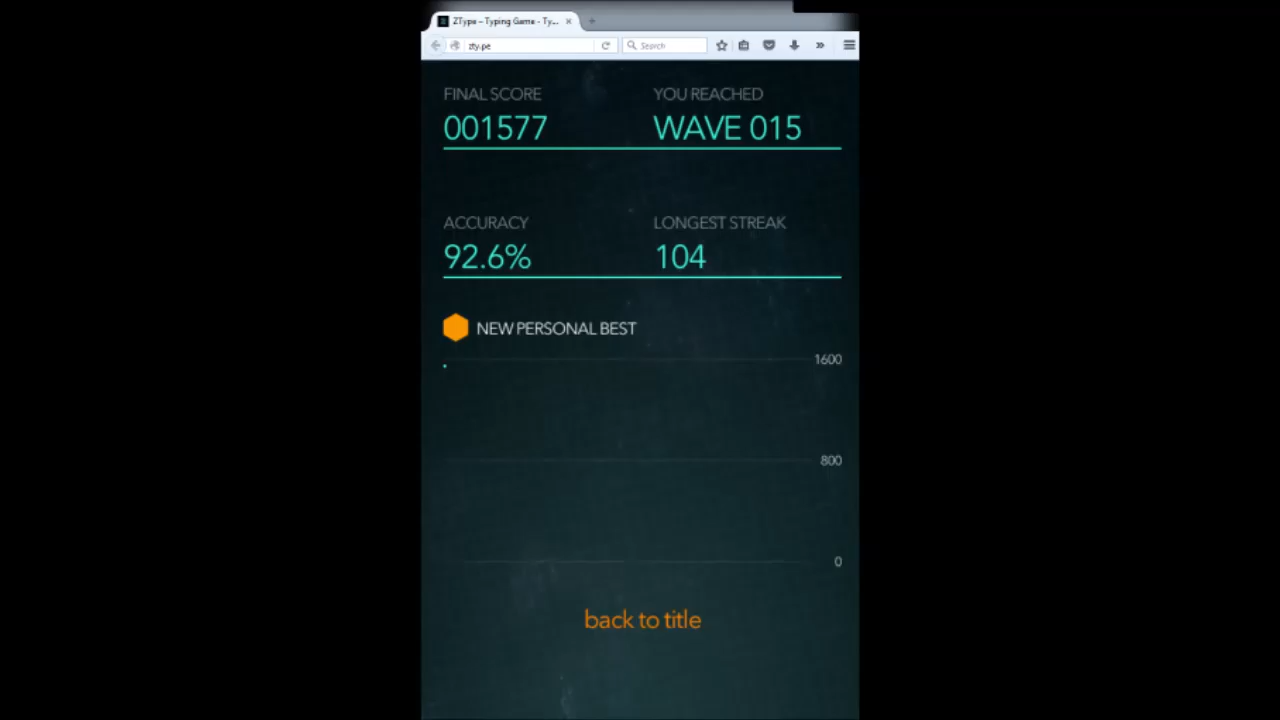 ZType – Typing Game - Ty...
zty.pe
Search
FINAL SCORE
YOU REACHED
001577
WAVE 015
ACCURACY
LONGEST STREAK
92.6%
104
NEW PERSONAL BEST
1600
800
0
back to title